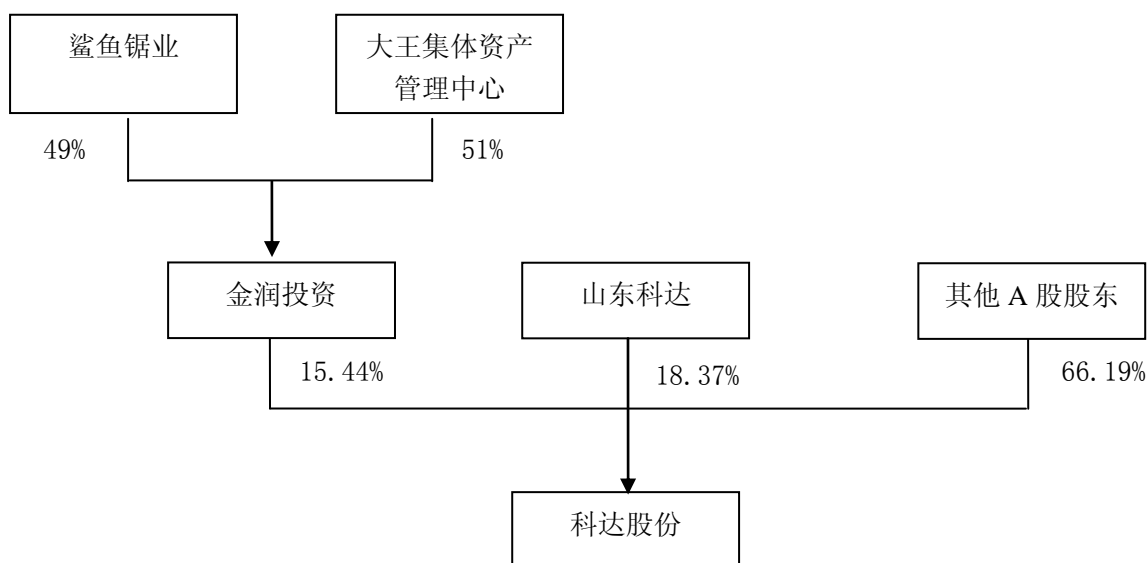 鲨鱼锯业
大王集体资产
管理中心
49%
51%
金润投资
山东科达
其他 A 股股东
15.44%
18.37%
66.19%
科达股份